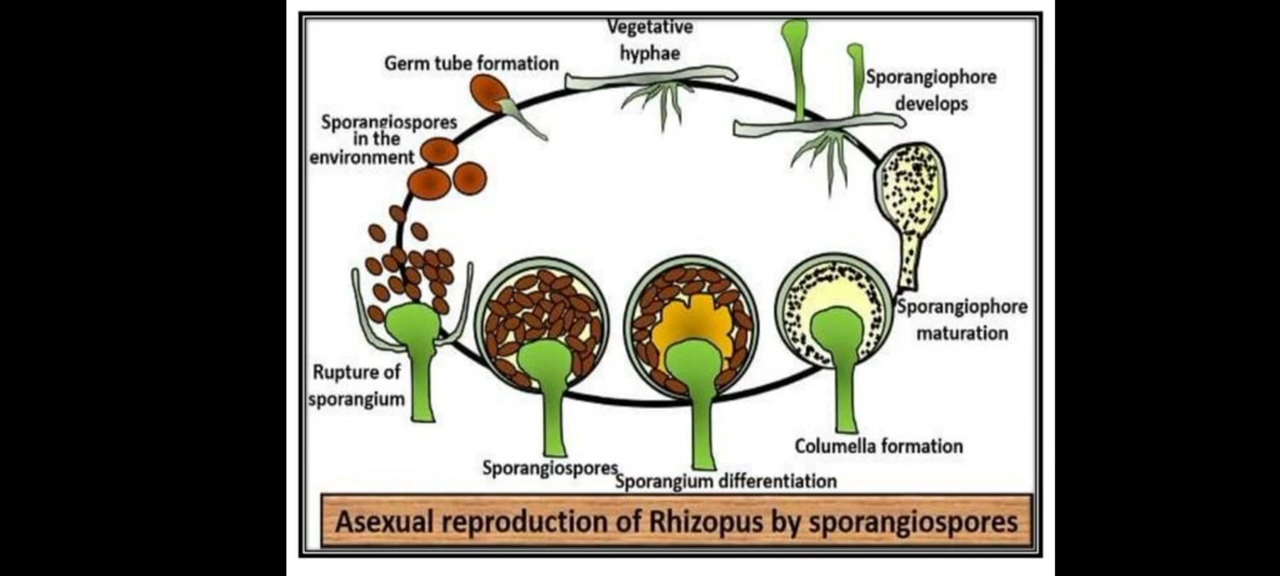 Vegetative
hyphae
Germ tube formation
Sporangiophore
develops
Sporangiospores
in the
environment
Sporangiophore
maturation
Rupture of
sporangium
Columella formation
Sporangiospores
Sporangium differentiation
Asexual reproduction of Rhizopus by sporangiospores